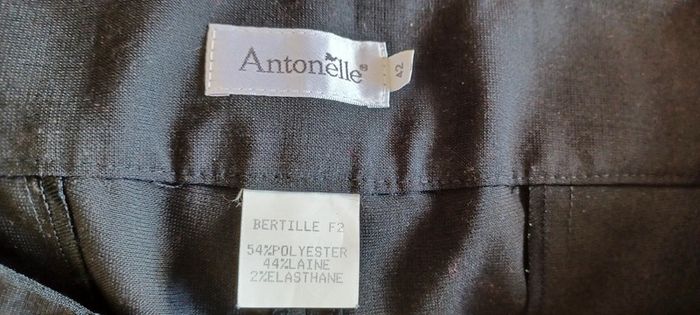 Antonelle®
42
BERTILLE F2
54%POLYESTER
44%LAINE
2%ELASTHANE